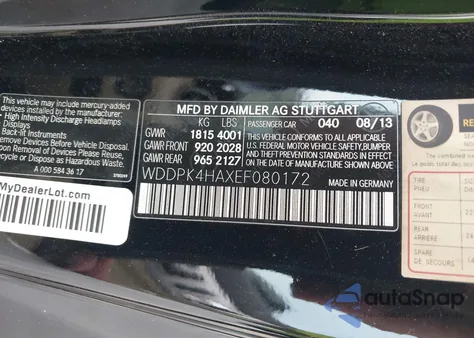 This vehicle may have mercury-added devices
installed by the manufacturer:
• High Intensity Discharge Headlamps
• Displays
• Back-lit Instruments
Remove Devices Before Vehicle Disposal.
Upon Removal of Devices Please Reuse,
Recycle or Dispose as Hazardous Waste.
A 000 584 36 17
MyDealerLot.com
MFD BY DAIMLER AG STUTTGART
KG LBS PASSENGER CAR 040 08/13
GVWR 1815 4001
GAWR FRONT 920 2028
GAWR REAR 965 2127
THIS VEHICLE CONFORMS TO ALL APPLICABLE
FEDERAL MOTOR VEHICLE SAFETY, BUMPER,
AND THEFT PREVENTION STANDARDS IN EFFECT
ON THE DATE OF MANUFACTURE SHOWN ABOVE.
WDDPK4HAXEF080172
TIRE
PNEU
FRONT
AVANT
REAR
ARRIÈRE
SPARE
DE SECOURS
autoSnap